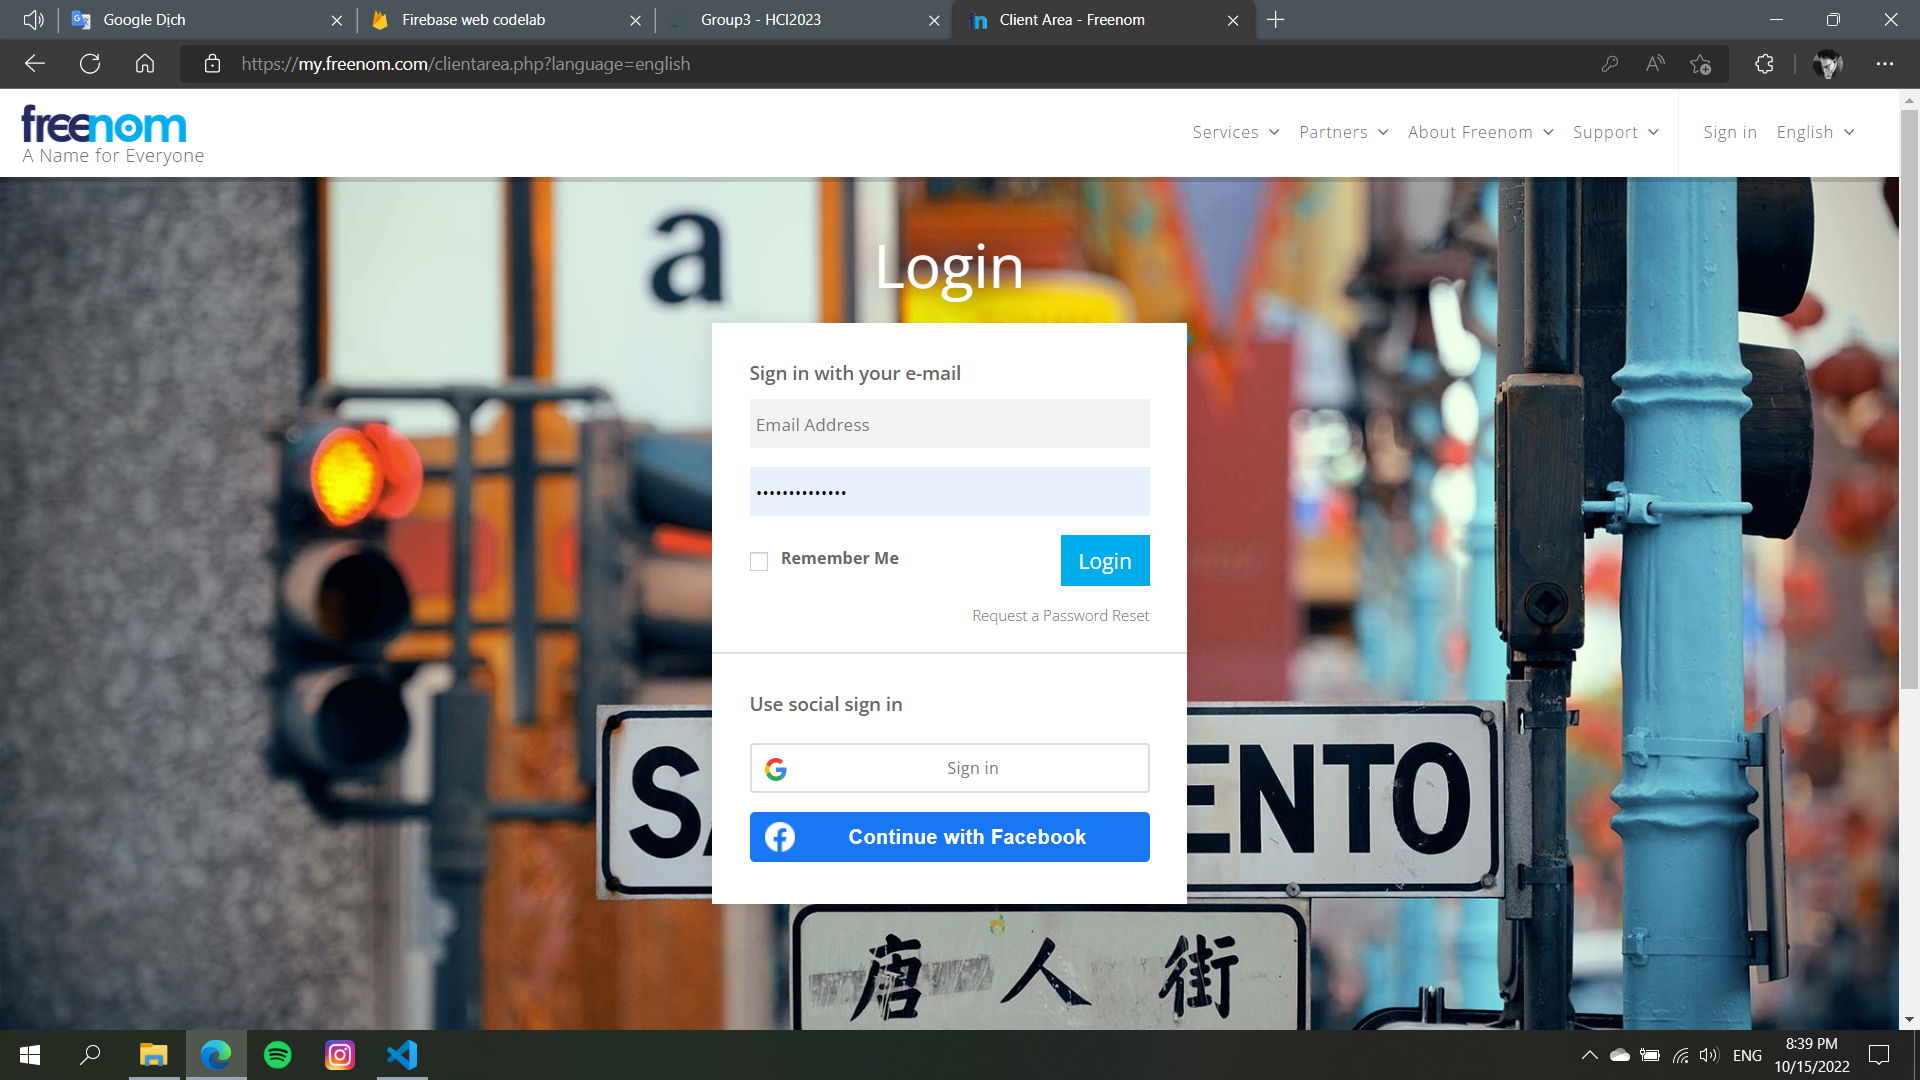 Google Dịch
Firebase web codelab
Group3 - HCI2023
Client Area - Freenom
https://my.freenom.com/clientarea.php?language=english
freenom
A Name for Everyone
Services
Partners
About Freenom
Support
Sign in
English
a
Login
Sign in with your e-mail
Email Address
••••••••••••••
Remember Me
Login
Request a Password Reset
Use social sign in
Sign in
Continue with Facebook
ENTO
唐人街
ENG
8:39 PM
10/15/2022